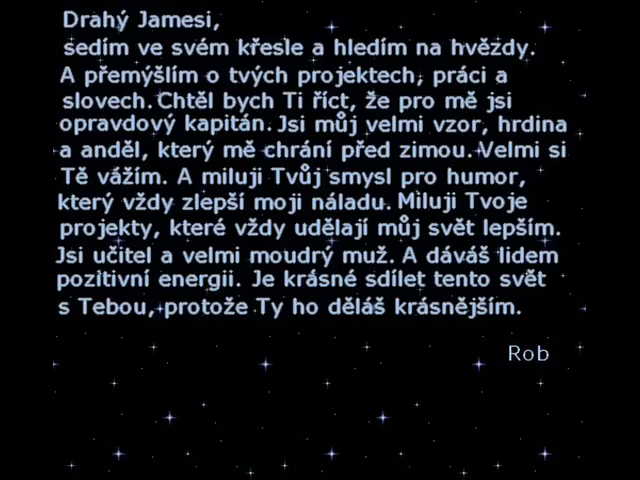 Drahý Jamesi,
sedím ve svém křesle a hledím na hvězdy.
A přemýšlím o tvých projektech, práci a
slovech. Chtěl bych Ti říct, že pro mě jsi
opravdový kapitán. Jsi můj velmi vzor, hrdina
a anděl, který mě chrání před zimou. Velmi si
Tě vážím. A miluji Tvůj smysl pro humor,
který vždy zlepší moji náladu. Miluji Tvoje
projekty, které vždy udělají můj svět lepším.
Jsi učitel a velmi moudrý muž. A dáváš lidem
pozitivní energii. Je krásné sdílet tento svět
s Tebou, protože Ty ho děláš krásnějším.
Rob